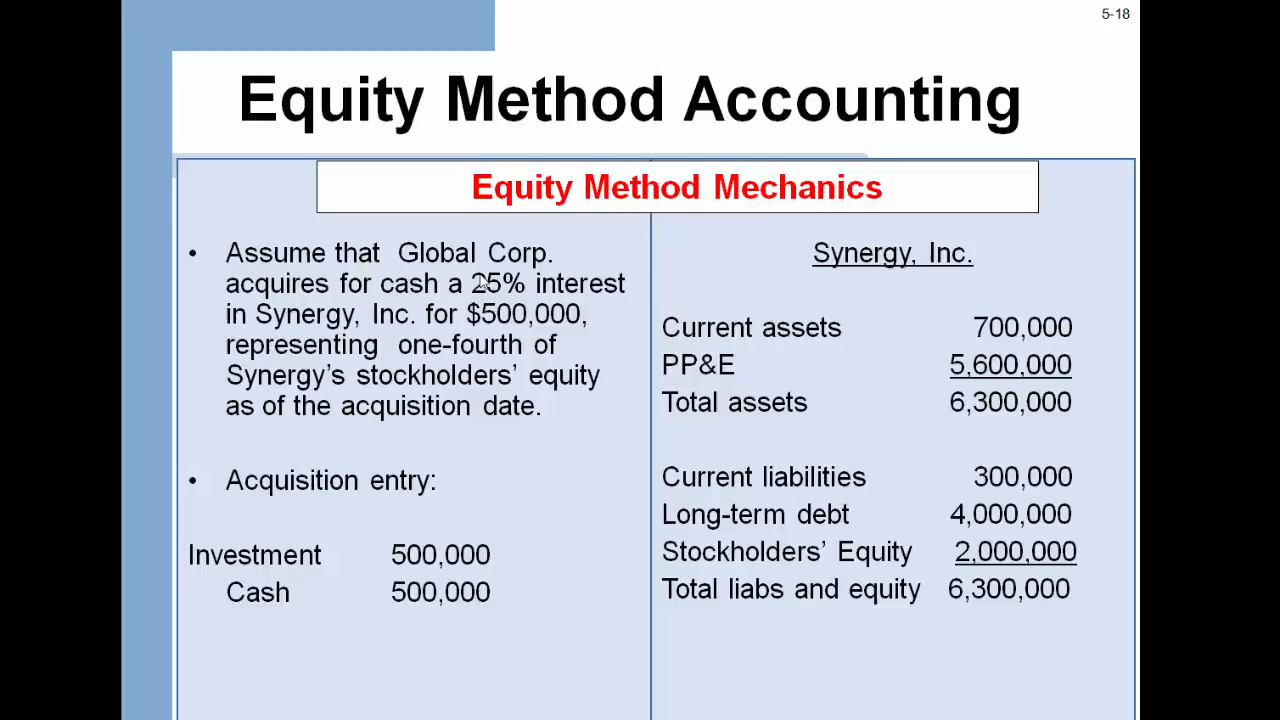 5-18
Equity Method Accounting
Equity Method Mechanics
• Assume that Global Corp.
acquires for cash a 25% interest
in Synergy, Inc. for $500,000,
representing one-fourth of
Synergy’s stockholders’ equity
as of the acquisition date.
• Acquisition entry:
Investment 500,000
Cash 500,000
Synergy, Inc.
Current assets 700,000
PP&E 5,600,000
Total assets 6,300,000
Current liabilities 300,000
Long-term debt 4,000,000
Stockholders’ Equity 2,000,000
Total liabs and equity 6,300,000